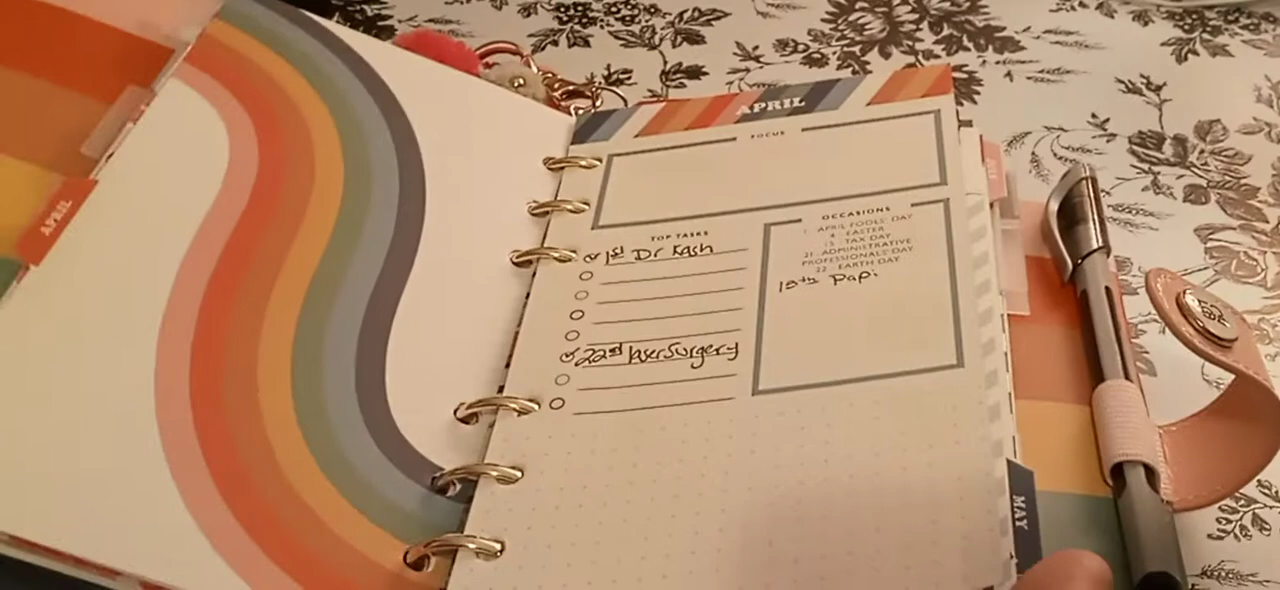 APRIL
APRIL
FOCUS
TOP TASKS
1st Dr Kash
22nd laser Surgery
OCCASIONS
1 · APRIL FOOLS' DAY
4 · EASTER
15 · TAX DAY
21 · ADMINISTRATIVE
PROFESSIONALS' DAY
22 · EARTH DAY
Papi
MAY